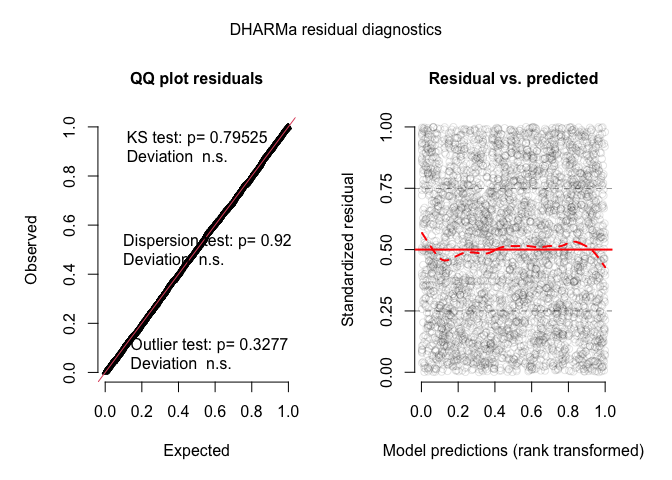 DHARMa residual diagnostics
QQ plot residuals
Observed
0.0 0.2 0.4 0.6 0.8 1.0
KS test: p= 0.79525
Deviation n.s.
Dispersion test: p= 0.92
Deviation n.s.
Outlier test: p= 0.3277
Deviation n.s.
0.0 0.2 0.4 0.6 0.8 1.0
Expected
Residual vs. predicted
Standardized residual
0.00 0.25 0.50 0.75 1.00
0.0 0.2 0.4 0.6 0.8 1.0
Model predictions (rank transformed)